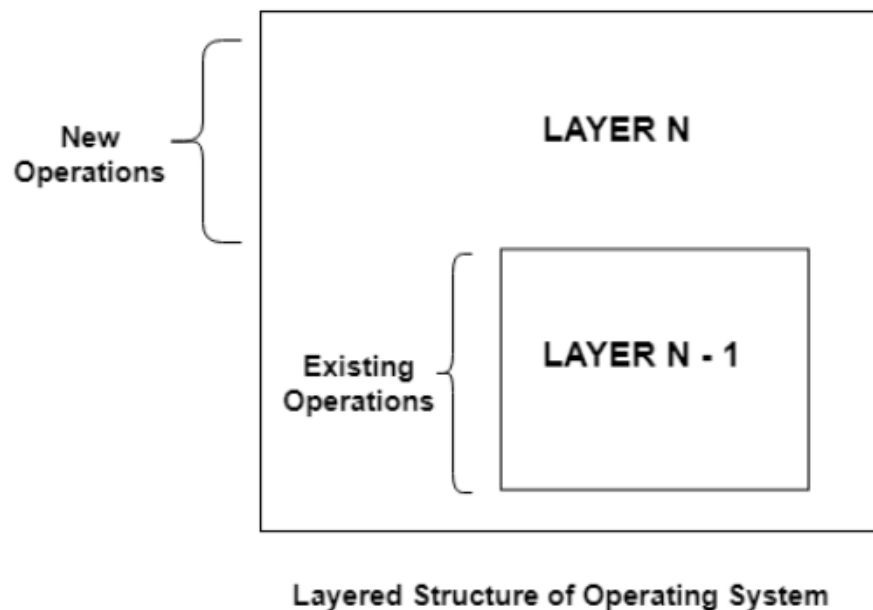 New
Operations
LAYER N
Existing
Operations
LAYER N - 1
Layered Structure of Operating System